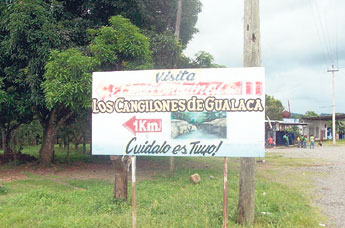 Visita
LOS CANGILONES DE GUALACA
1Km.
Cuidalo es Tuyo!